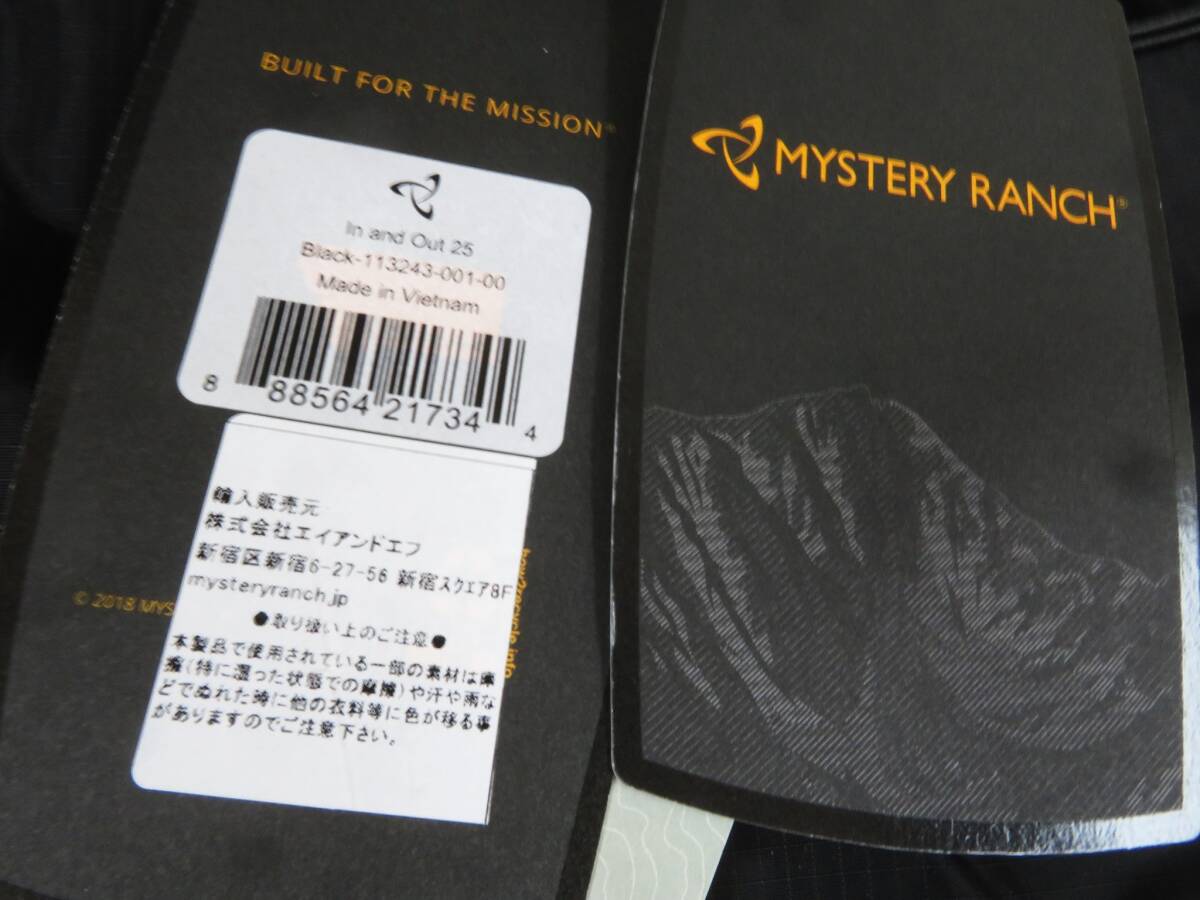 BUILT FOR THE MISSION®
In and Out 25
Black-113243-001-00
Made in Vietnam
8 88564 21734 4
輸入販売元
株式会社エイアンドエフ
新宿区新宿6-27-56 新宿スクエア8F
mysteryranch.jp
●取り扱い上のご注意●
本製品で使用されている一部の素材は摩
擦(特に湿った状態での摩擦)や汗や雨な
どでぬれた時に他の衣料等に色が移る事
がありますのでご注意下さい。
© 2018 MYS
how2recycle.info
MYSTERY RANCH®